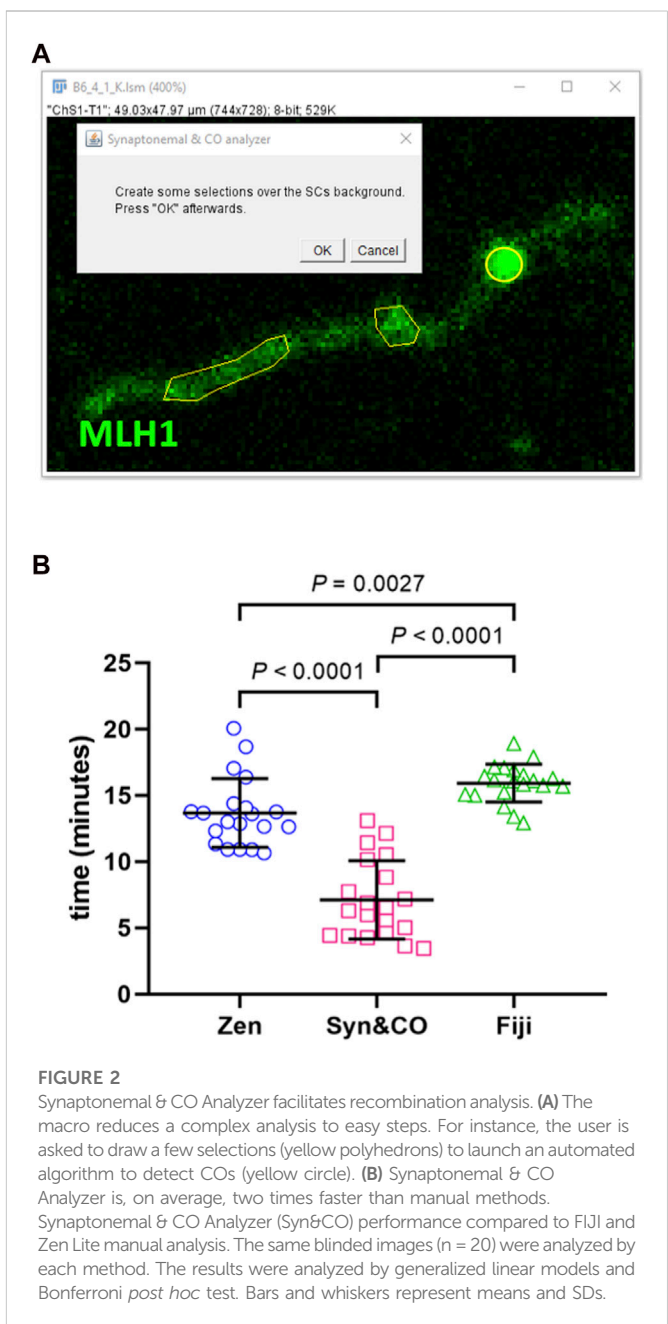 A
B6_4_1_K.lsm (400%)
"ChS1-T1"; 49.03x47.97 µm (744x728); 8-bit; 529K
Synaptonemal & CO analyzer
Create some selections over the SCs background.
Press "OK" afterwards.
OK Cancel
MLH1
B
P = 0.0027
P < 0.0001
P < 0.0001
25
20
15
10
5
0
time (minutes)
Zen Syn&CO Fiji
FIGURE 2
Synaptonemal & CO Analyzer facilitates recombination analysis. (A) The
macro reduces a complex analysis to easy steps. For instance, the user is
asked to draw a few selections (yellow polyhedrons) to launch an automated
algorithm to detect COs (yellow circle). (B) Synaptonemal & CO
Analyzer is, on average, two times faster than manual methods.
Synaptonemal & CO Analyzer (Syn&CO) performance compared to FIJI and
Zen Lite manual analysis. The same blinded images (n = 20) were analyzed by
each method. The results were analyzed by generalized linear models and
Bonferroni post hoc test. Bars and whiskers represent means and SDs.